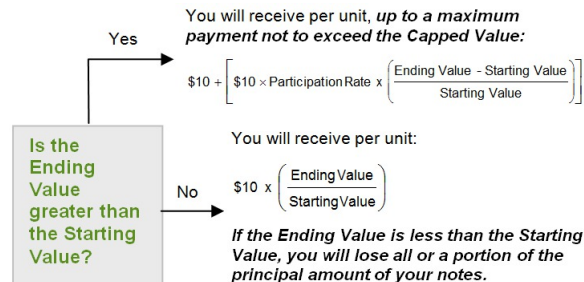 You will receive per unit, up to a maximum
payment not to exceed the Capped Value:
Yes
$10 + [ $10 × Participation Rate x ( Ending Value - Starting Value / Starting Value ) ]
Is the
Ending
Value
greater than
the Starting
Value?
No
You will receive per unit:
$10 x ( Ending Value / Starting Value )
If the Ending Value is less than the Starting
Value, you will lose all or a portion of the
principal amount of your notes.